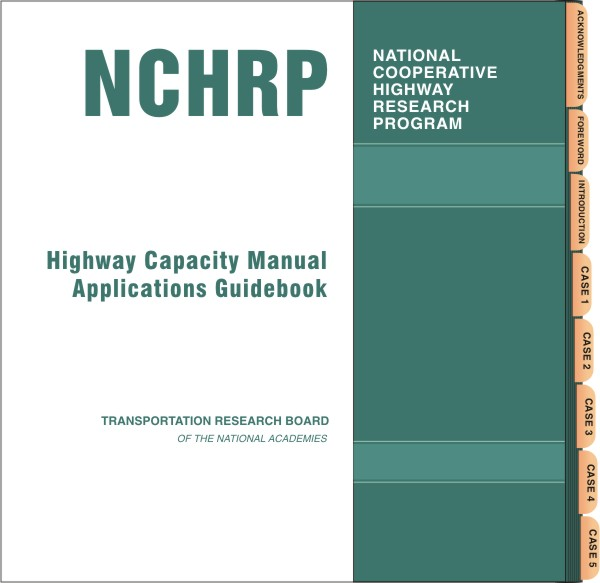 NCHRP
NATIONAL
COOPERATIVE
HIGHWAY
RESEARCH
PROGRAM
Highway Capacity Manual
Applications Guidebook
TRANSPORTATION RESEARCH BOARD
OF THE NATIONAL ACADEMIES
ACKNOWLEDGMENTS
FOREWORD
INTRODUCTION
CASE 1
CASE 2
CASE 3
CASE 4
CASE 5